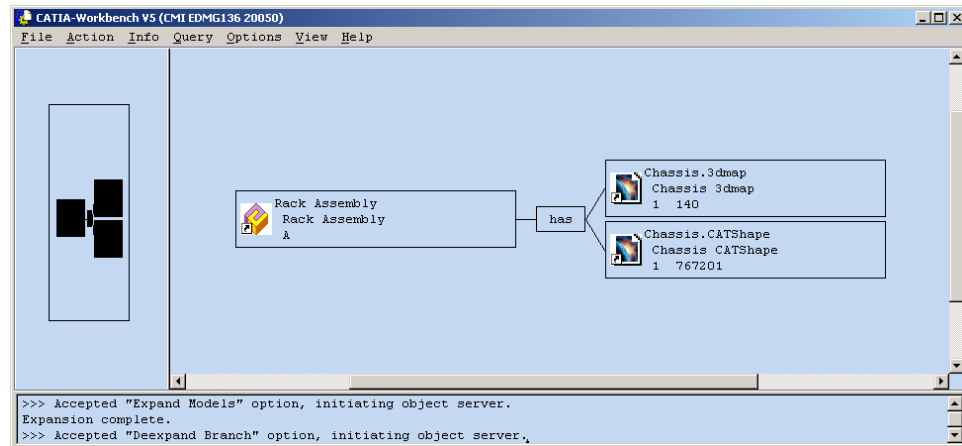 CATIA-Workbench V5 (CMI EDMG136 20050)
File Action Info Query Options View Help
Rack Assembly
Rack Assembly
A
has
Chassis.3dmap
Chassis 3dmap
1 140
Chassis.CATShape
Chassis CATShape
1 767201
>>> Accepted "Expand Models" option, initiating object server.
Expansion complete.
>>> Accepted "Deexpand Branch" option, initiating object server.